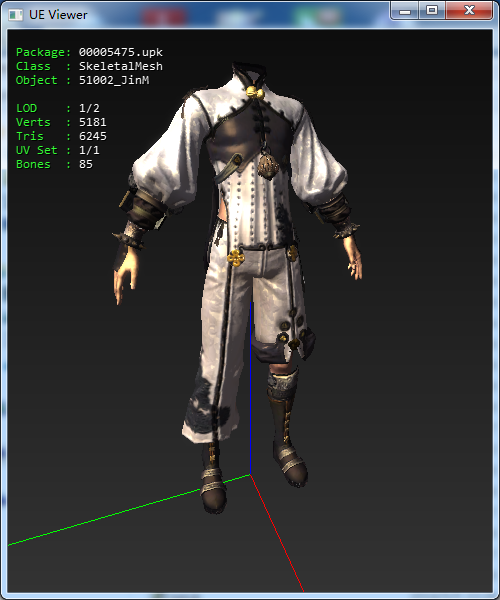 UE Viewer
Package: 00005475.upk
Class : SkeletalMesh
Object : 51002_JinM
LOD : 1/2
Verts : 5181
Tris : 6245
UV Set : 1/1
Bones : 85